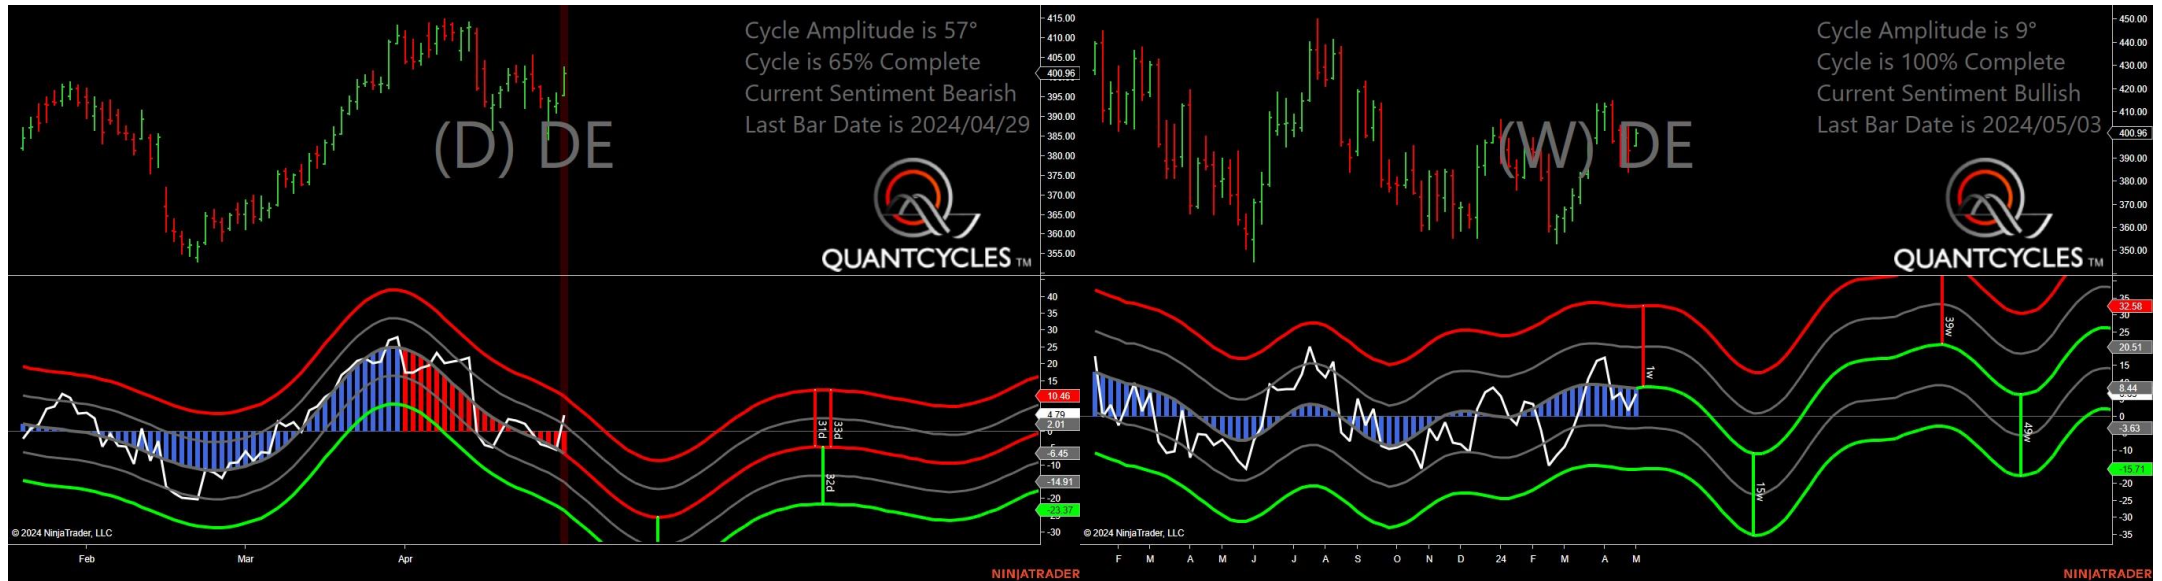 Cycle Amplitude is 57°
Cycle is 65% Complete
Current Sentiment Bearish
Last Bar Date is 2024/04/29
(D) DE
QUANTCYCLES TM
415.00
410.00
405.00
400.96
395.00
390.00
385.00
380.00
375.00
370.00
365.00
360.00
355.00
40
35
30
25
20
15
10.46
4.79
2.01
-6.45
-10
-14.91
-20
-23.37
-30
31d
33d
32d
© 2024 NinjaTrader, LLC
Feb
Mar
Apr
NINJATRADER
Cycle Amplitude is 9°
Cycle is 100% Complete
Current Sentiment Bullish
Last Bar Date is 2024/05/03
(W) DE
QUANTCYCLES TM
450.00
440.00
430.00
420.00
410.00
400.96
390.00
380.00
370.00
360.00
350.00
35
32.58
30
25
20.51
15
8.44
5
0
-3.63
-10
-15.71
-20
-25
-30
-35
1w
15w
39w
49w
© 2024 NinjaTrader, LLC
F
M
A
M
J
J
A
S
O
N
D
24
F
M
A
M
NINJATRADER